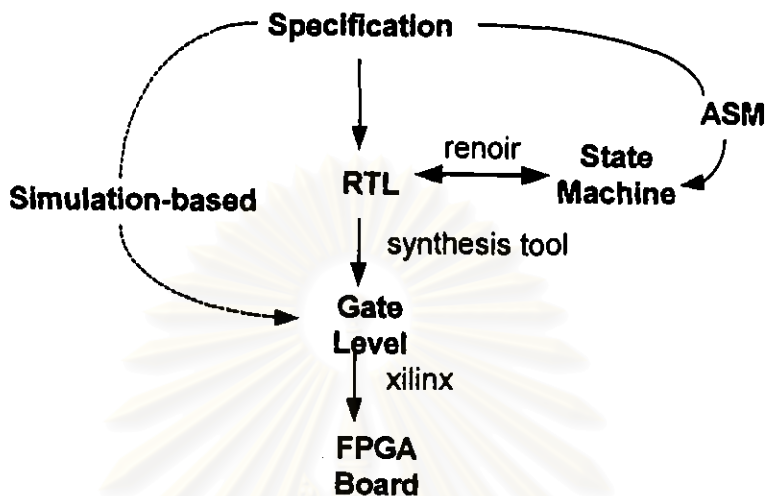 Specification
ASM
renoir
State
Machine
RTL
Simulation-based
synthesis tool
Gate
Level
xilinx
FPGA
Board